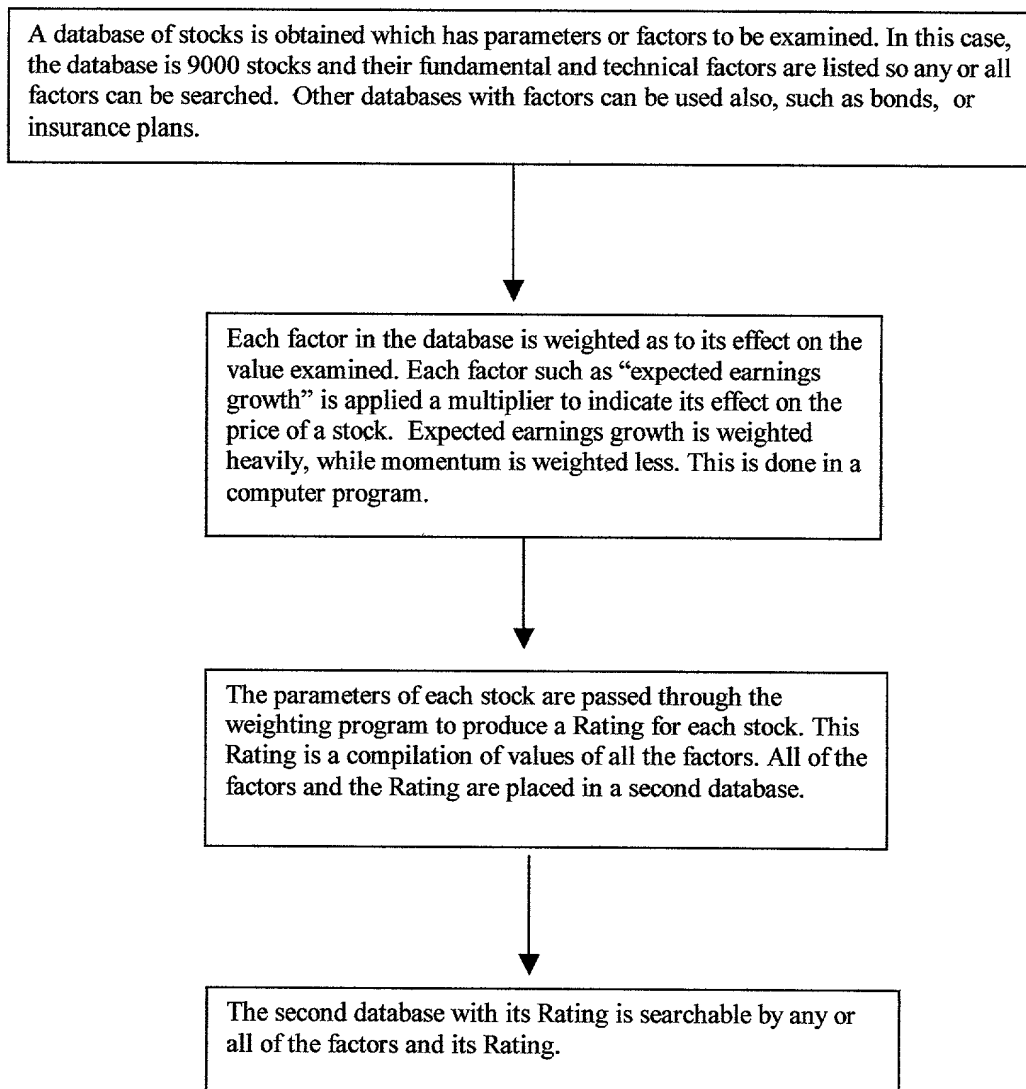 A database of stocks is obtained which has parameters or factors to be examined. In this case,
the database is 9000 stocks and their fundamental and technical factors are listed so any or all
factors can be searched. Other databases with factors can be used also, such as bonds, or
insurance plans.
Each factor in the database is weighted as to its effect on the
value examined. Each factor such as “expected earnings
growth” is applied a multiplier to indicate its effect on the
price of a stock. Expected earnings growth is weighted
heavily, while momentum is weighted less. This is done in a
computer program.
The parameters of each stock are passed through the
weighting program to produce a Rating for each stock. This
Rating is a compilation of values of all the factors. All of the
factors and the Rating are placed in a second database.
The second database with its Rating is searchable by any or
all of the factors and its Rating.